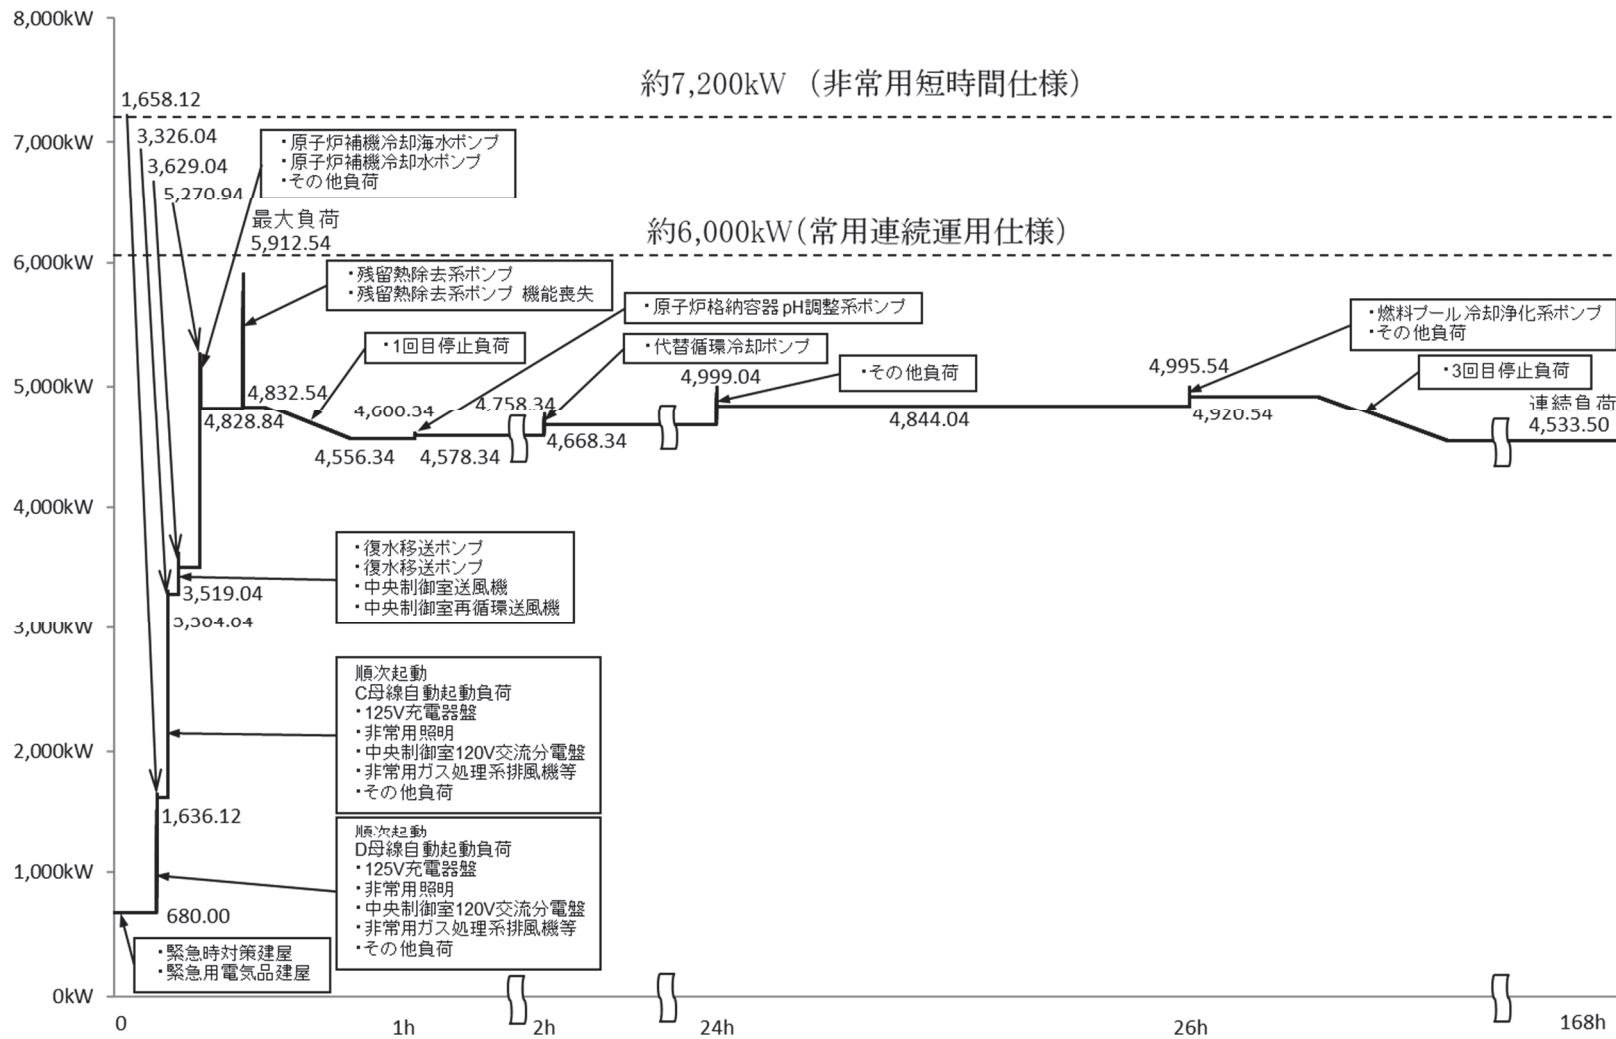 8,000kW
約7,200kW （非常用短時間仕様）
1,658.12
7,000kW
3,326.04
3,629.04
5,270.94
・原子炉補機冷却海水ポンプ
・原子炉補機冷却水ポンプ
・その他負荷
最大負荷
5,912.54
約6,000kW（常用連続運用仕様）
6,000kW
・残留熱除去系ポンプ
・残留熱除去系ポンプ 機能喪失
・原子炉格納容器pH調整系ポンプ
・燃料プール冷却浄化系ポンプ
・その他負荷
・1回目停止負荷
・代替循環冷却ポンプ
・その他負荷
・3回目停止負荷
5,000kW
4,832.54
4,828.84
4,758.34
4,999.04
4,995.54
4,844.04
4,920.54
連続負荷
4,533.50
4,556.34
4,578.34
4,668.34
4,000kW
・復水移送ポンプ
・復水移送ポンプ
・中央制御室送風機
・中央制御室再循環送風機
3,519.04
3,000kW
順次起動
C母線自動起動負荷
・125V充電器盤
・非常用照明
・中央制御室120V交流分電盤
・非常用ガス処理系排風機等
・その他負荷
2,000kW
1,636.12
順次起動
D母線自動起動負荷
・125V充電器盤
・非常用照明
・中央制御室120V交流分電盤
・非常用ガス処理系排風機等
・その他負荷
1,000kW
680.00
・緊急時対策建屋
・緊急用電気品建屋
0kW
0
1h
2h
24h
26h
168h